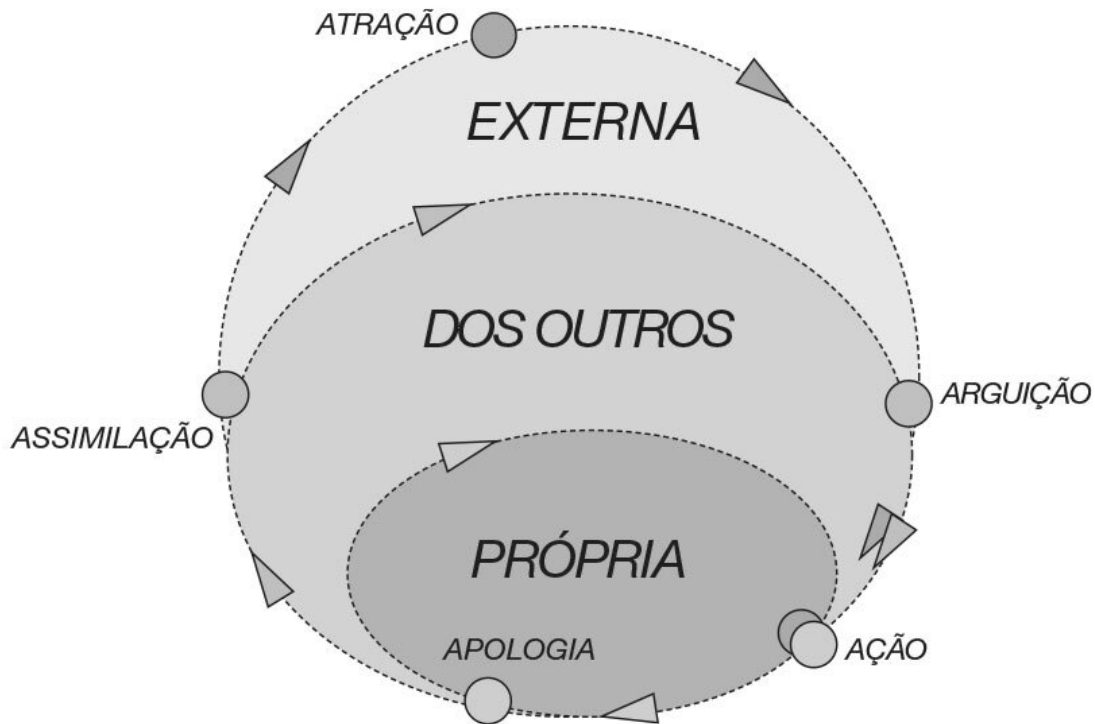 ATRAÇÃO
EXTERNA
DOS OUTROS
ARGUIÇÃO
ASSIMILAÇÃO
PRÓPRIA
APOLOGIA
AÇÃO